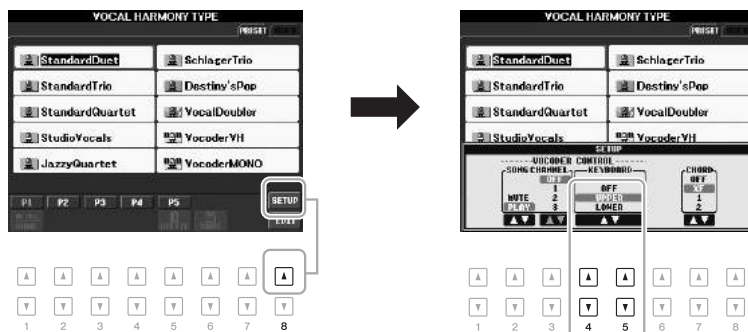 VOCAL HARMONY TYPE
PRESET
StandardDuet
SchlagerTrio
StandardTrio
Destiny'sPop
StandardQuartet
VocalDoubler
StudioVocals
VocoderVH
JazzyQuartet
VocoderMONO
P1 P2 P3 P4 P5
SETUP
EDIT
1 2 3 4 5 6 7 8
VOCAL HARMONY TYPE
PRESET
StandardDuet
SchlagerTrio
StandardTrio
Destiny'sPop
StandardQuartet
VocalDoubler
StudioVocals
VocoderVH
SETUP
VOCODER CONTROL
SONG CHANNEL
KEYBOARD
CHORD
OFF
OFF
1
OFF
XF
MUTE
2
UPPER
1
PLAY
3
LOWER
2
1 2 3 4 5 6 7 8